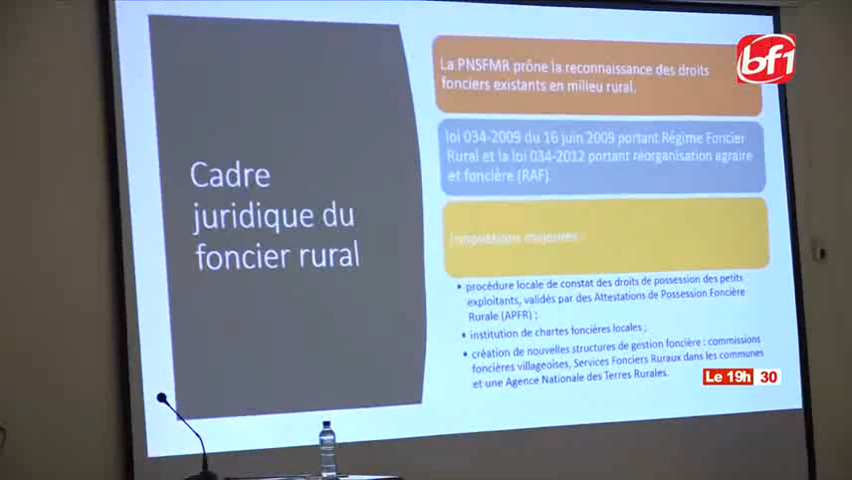 bf1
Cadre
juridique du
foncier rural
La PNSFMR prône la reconnaissance des droits
fonciers existants en milieu rural.
loi 034-2009 du 16 juin 2009 portant Régime Foncier
Rural et la loi 034-2012 portant réorganisation agraire
et foncière (RAF).
Innovations majeures :
• procédure locale de constat des droits de possession des petits
exploitants, validés par des Attestations de Possession Foncière
Rurale (APFR) ;
• institution de chartes foncières locales ;
• création de nouvelles structures de gestion foncière : commissions
foncières villageoises, Services Fonciers Ruraux dans les communes
et une Agence Nationale des Terres Rurales.
Le 19h 30